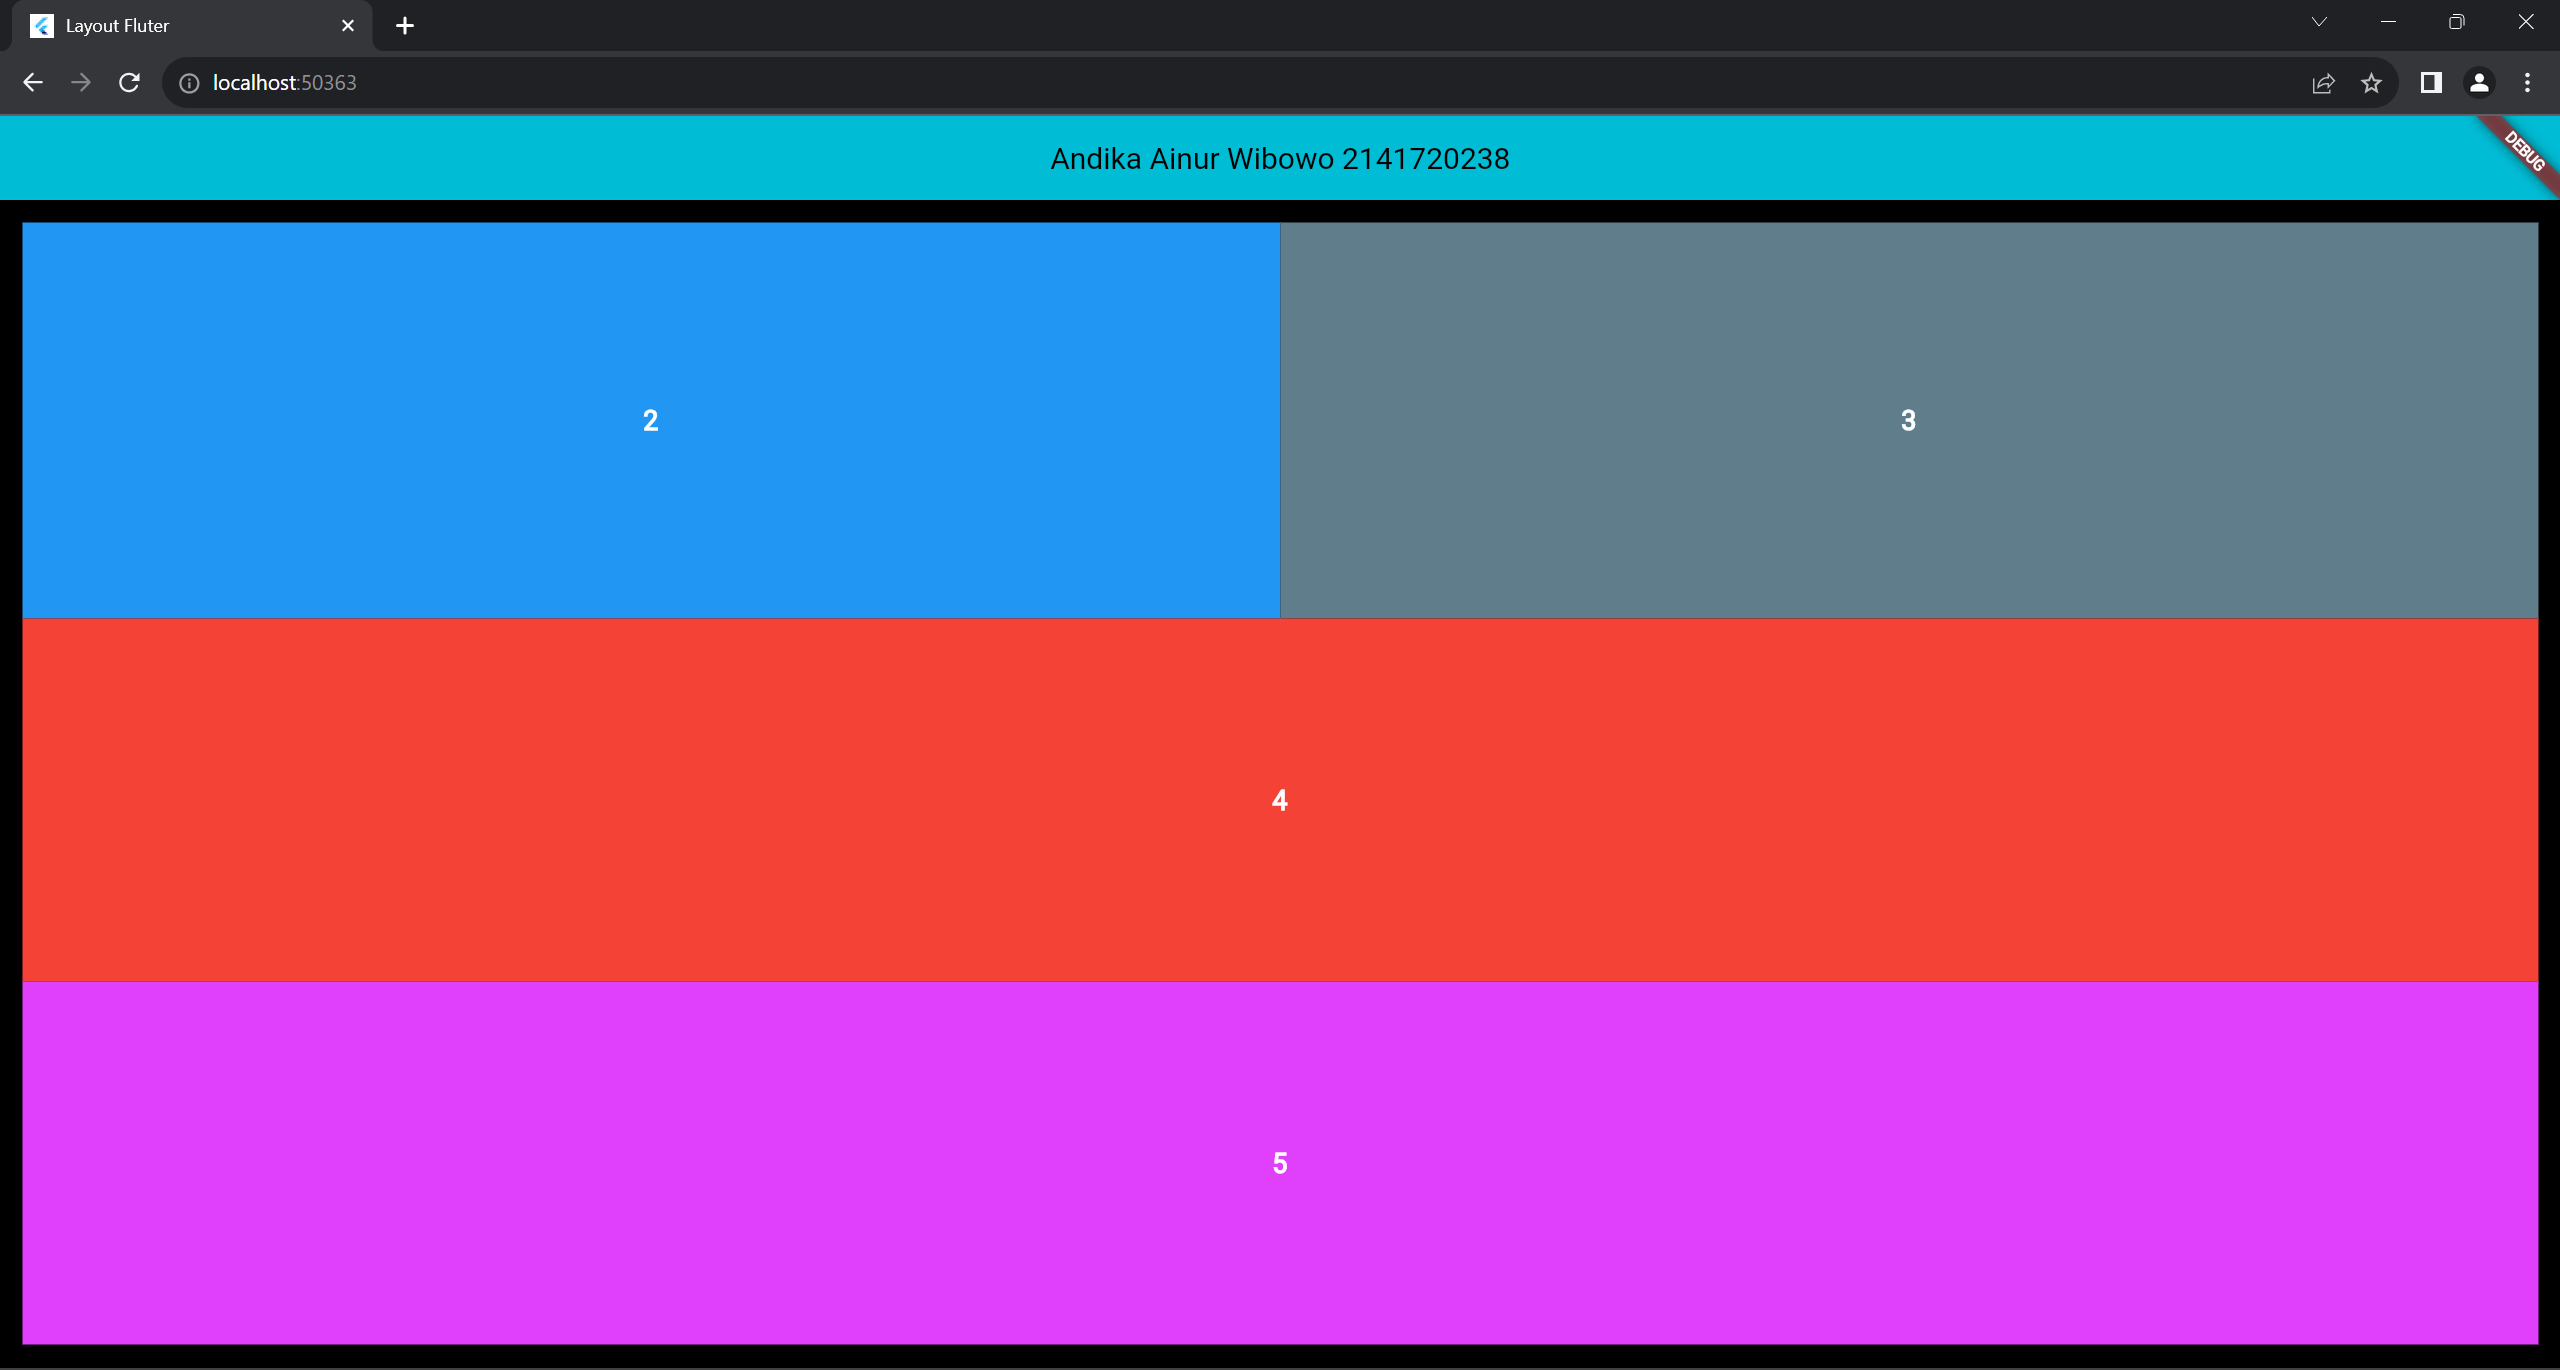 Layout Fluter
localhost:50363
Andika Ainur Wibowo 2141720238
DEBUG
2
3
4
5